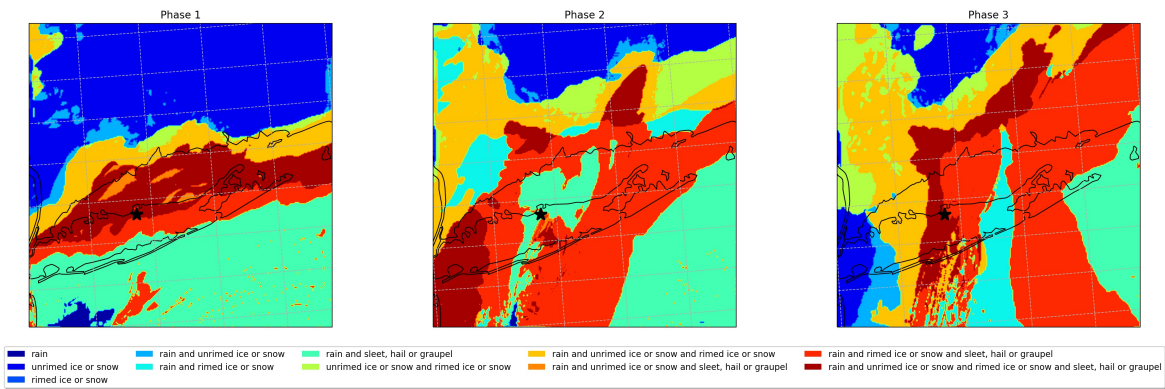 Phase 1
Phase 2
Phase 3
rain
unrimed ice or snow
rimed ice or snow
rain and unrimed ice or snow
rain and rimed ice or snow
rain and sleet, hail or graupel
unrimed ice or snow and rimed ice or snow
rain and unrimed ice or snow and rimed ice or snow
rain and unrimed ice or snow and sleet, hail or graupel
rain and rimed ice or snow and sleet, hail or graupel
rain and unrimed ice or snow and rimed ice or snow and sleet, hail or graupel